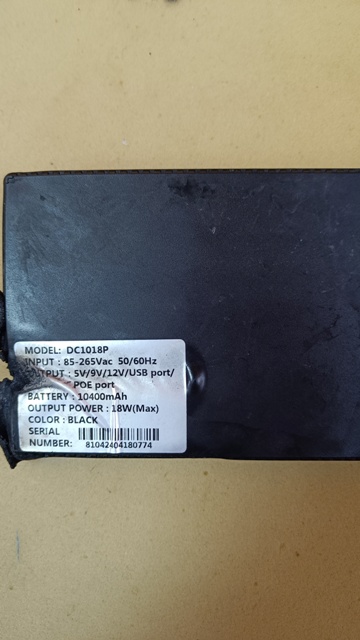 MODEL: DC1018P
INPUT : 85-265Vac 50/60Hz
OUTPUT : 5V/9V/12V/USB port/
POE port
BATTERY : 10400mAh
OUTPUT POWER : 18W(Max)
COLOR : BLACK
SERIAL
NUMBER:
81042404180774